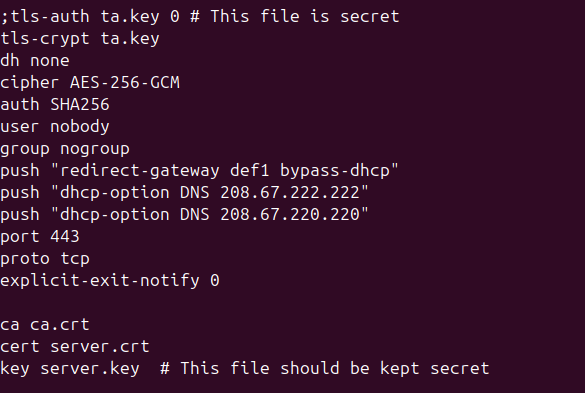 ;tls-auth ta.key 0 # This file is secret
tls-crypt ta.key
dh none
cipher AES-256-GCM
auth SHA256
user nobody
group nogroup
push "redirect-gateway def1 bypass-dhcp"
push "dhcp-option DNS 208.67.222.222"
push "dhcp-option DNS 208.67.220.220"
port 443
proto tcp
explicit-exit-notify 0
ca ca.crt
cert server.crt
key server.key  # This file should be kept secret